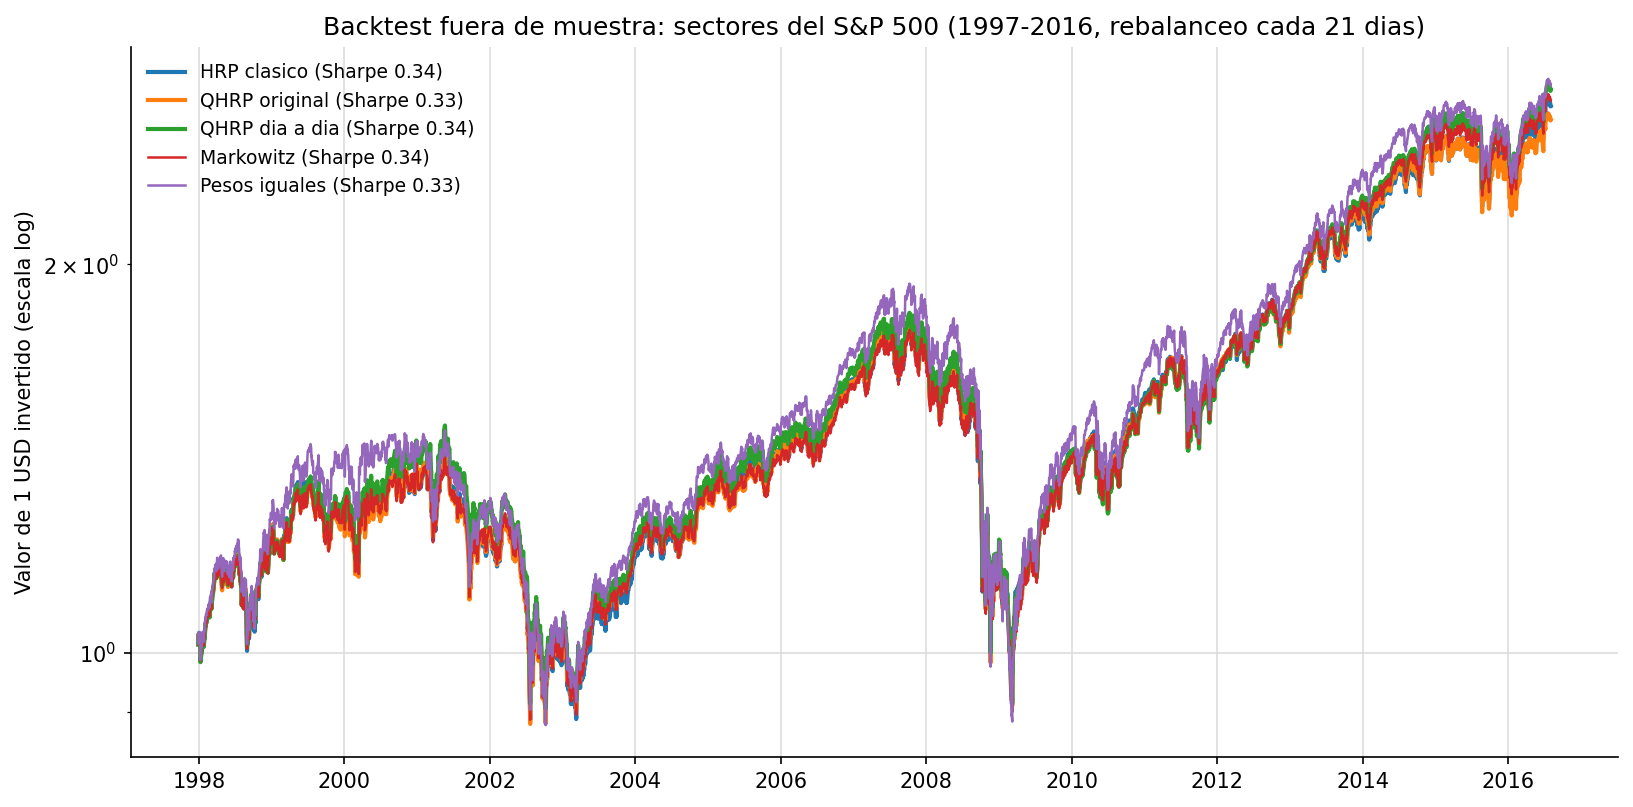 Backtest fuera de muestra: sectores del S&P 500 (1997-2016, rebalanceo cada 21 dias)
HRP clasico (Sharpe 0.34)
QHRP original (Sharpe 0.33)
QHRP dia a dia (Sharpe 0.34)
Markowitz (Sharpe 0.34)
Pesos iguales (Sharpe 0.33)
Valor de 1 USD invertido (escala log)
2 × 10⁰
10⁰
1998 2000 2002 2004 2006 2008 2010 2012 2014 2016